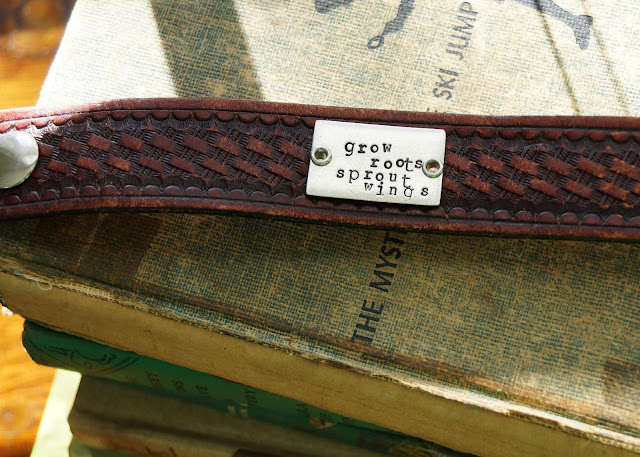 grow
roots
sprout
wings
SKI JUMP
THE MYST